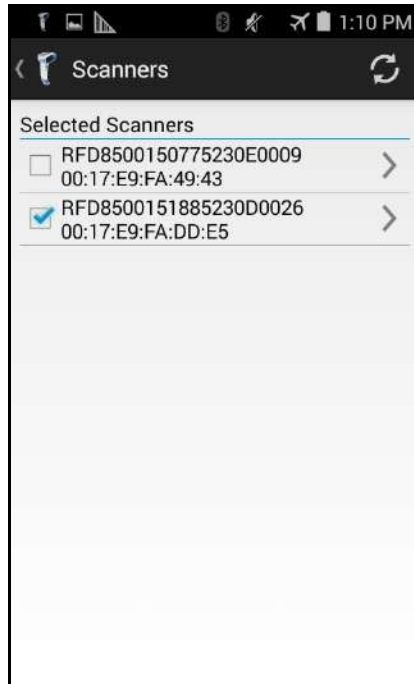 1:10 PM
Scanners
Selected Scanners
RFD8500150775230E0009
00:17:E9:FA:49:43
RFD8500151885230D0026
00:17:E9:FA:DD:E5